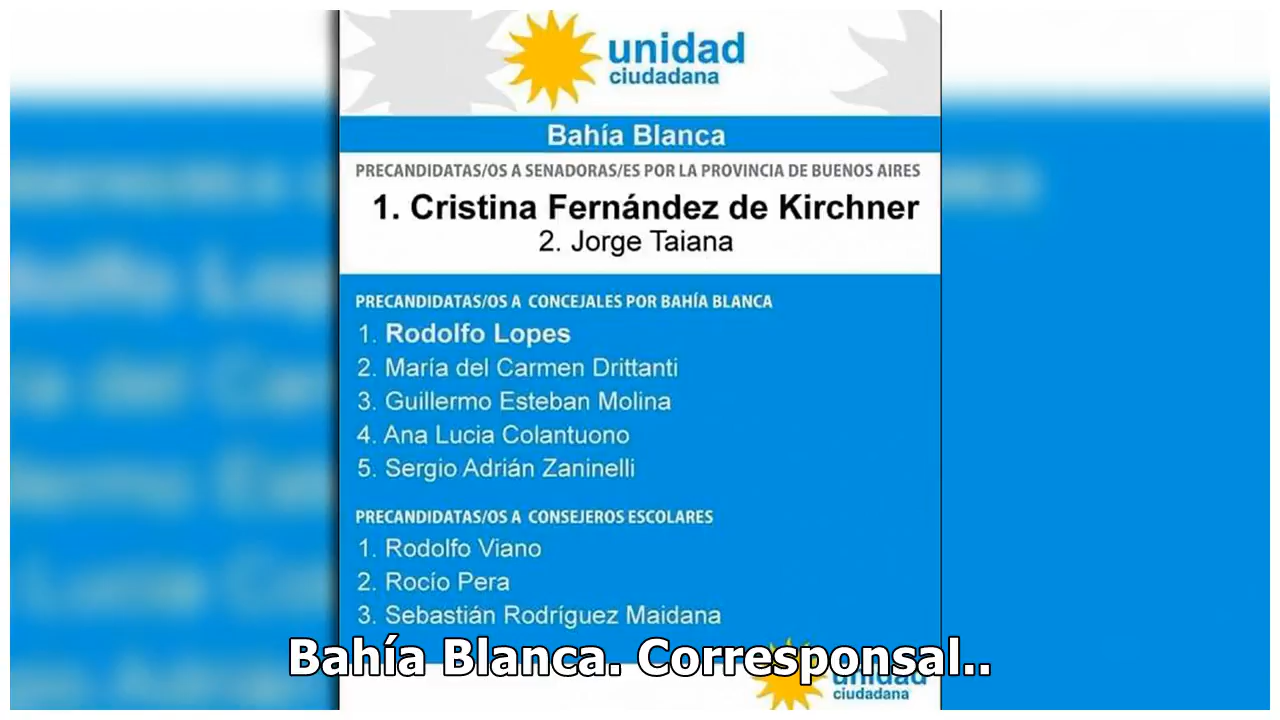 unidad
ciudadana
Bahía Blanca
PRECANDIDATAS/OS A SENADORAS/ES POR LA PROVINCIA DE BUENOS AIRES
1. Cristina Fernández de Kirchner
2. Jorge Taiana
PRECANDIDATAS/OS A CONCEJALES POR BAHÍA BLANCA
1. Rodolfo Lopes
2. María del Carmen Drittanti
3. Guillermo Esteban Molina
4. Ana Lucia Colantuono
5. Sergio Adrián Zaninelli
PRECANDIDATAS/OS A CONSEJEROS ESCOLARES
1. Rodolfo Viano
2. Rocío Pera
3. Sebastián Rodríguez Maidana
Bahía Blanca. Corresponsal..
unidad
ciudadana